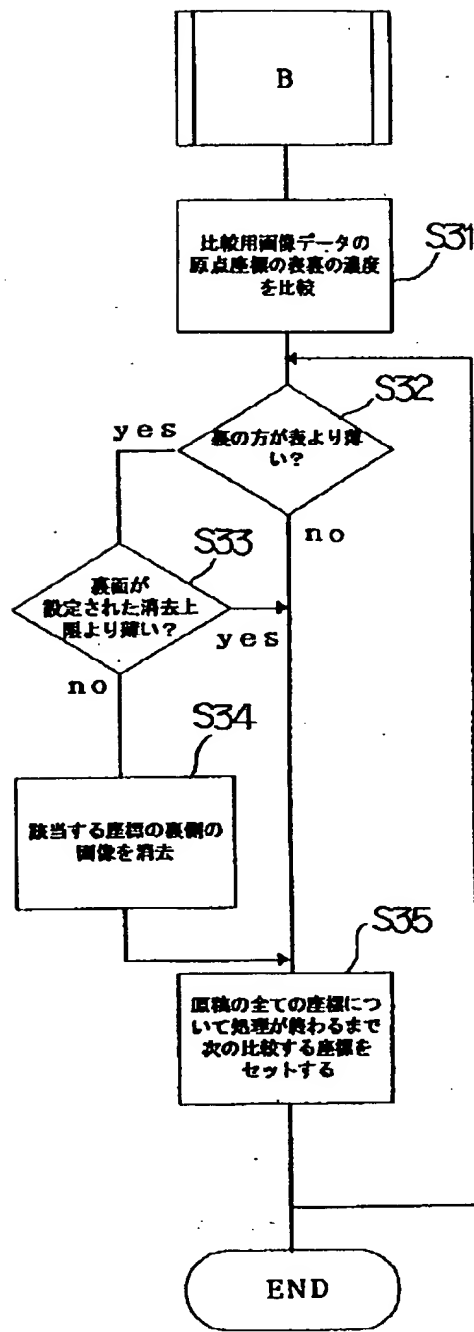 B
比較用画像データの
原点座標の表裏の濃度
を比較
S31
S32
yes
裏の方が表より薄
い？
no
S33
裏面が
設定された消去上
限より薄い？
yes
no
S34
該当する座標の裏側の
画像を消去
S35
原稿の全ての座標につい
て処理が終わるまで
次の比較する座標を
セットする
END